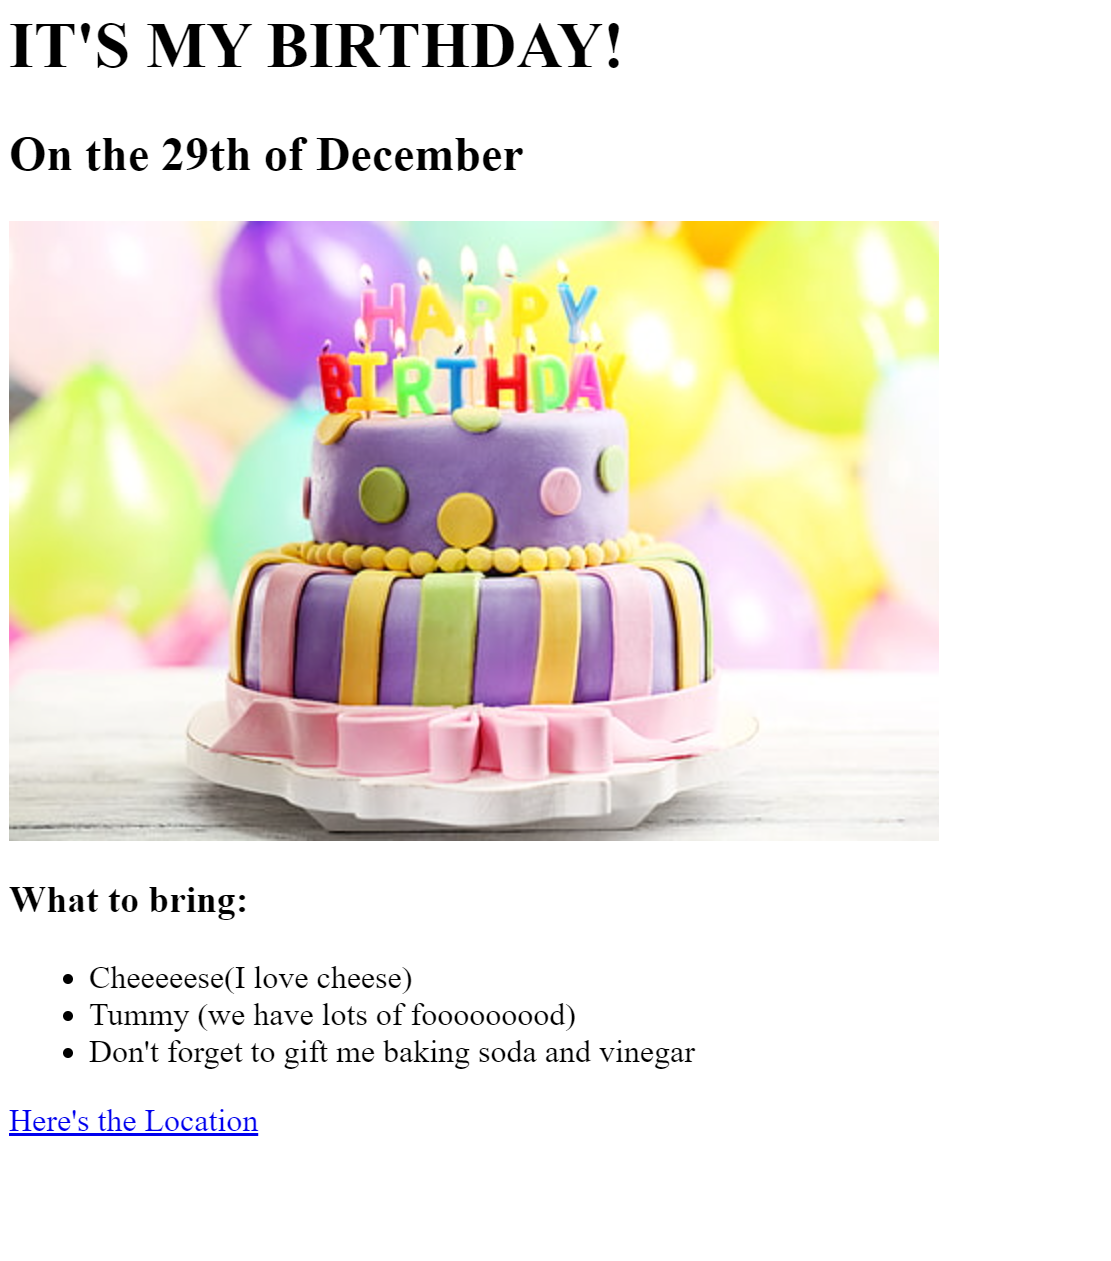 IT'S MY BIRTHDAY!
On the 29th of December
HAPPY
BIRTHDAY
What to bring:
Cheeeeese(I love cheese)
Tummy (we have lots of fooooooood)
Don't forget to gift me baking soda and vinegar
Here's the Location